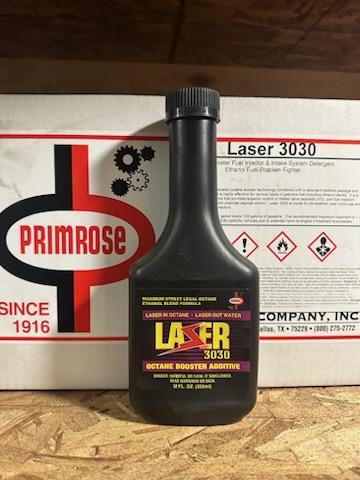 PRIMROSE
SINCE
1916
Laser 3030
Fuel Injector & Intake System Detergent
Ethanol Fuel Problem Fighter
COMPANY, INC.
Dallas, TX • 75229 • (800) 275-2772
MAXIMUM STREET LEGAL OCTANE
ETHANOL BLEND FORMULA
LASER IN OCTANE • LASER OUT WATER
LASER
3030
OCTANE BOOSTER ADDITIVE
DANGER: HARMFUL OR FATAL IF SWALLOWED.
READ WARNINGS ON BACK.
12 FL. OZ. (355ml)